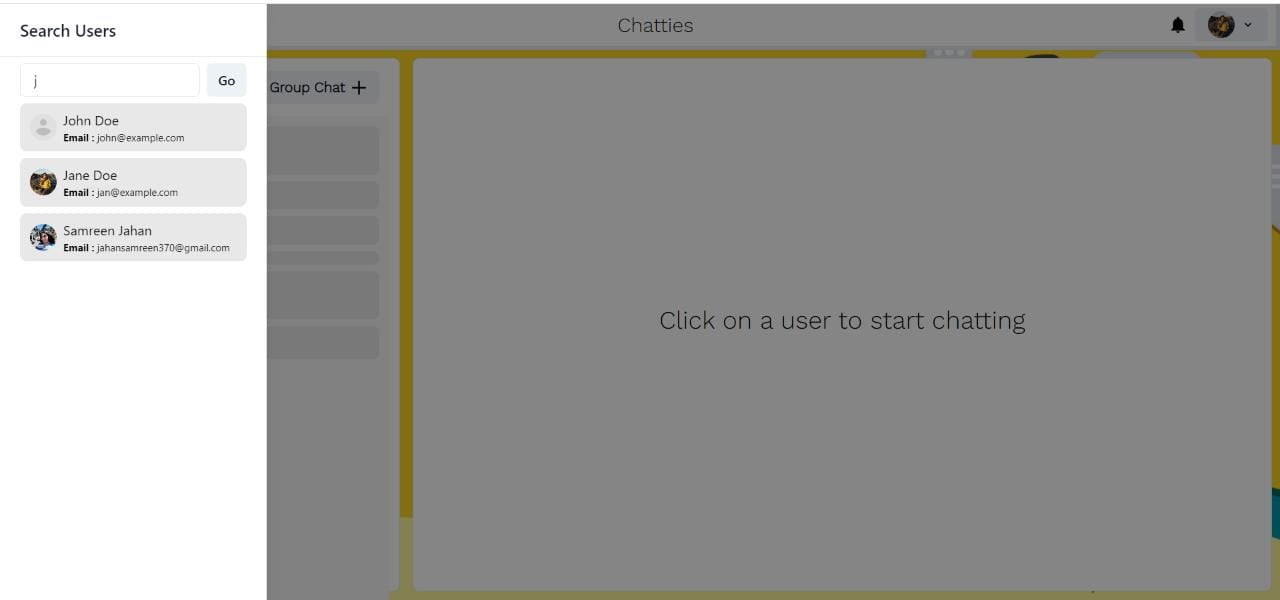 Search Users
Chatties
j
Go
Group Chat +
John Doe
Email : john@example.com
Jane Doe
Email : jan@example.com
Samreen Jahan
Email : jahansamreen370@gmail.com
Click on a user to start chatting